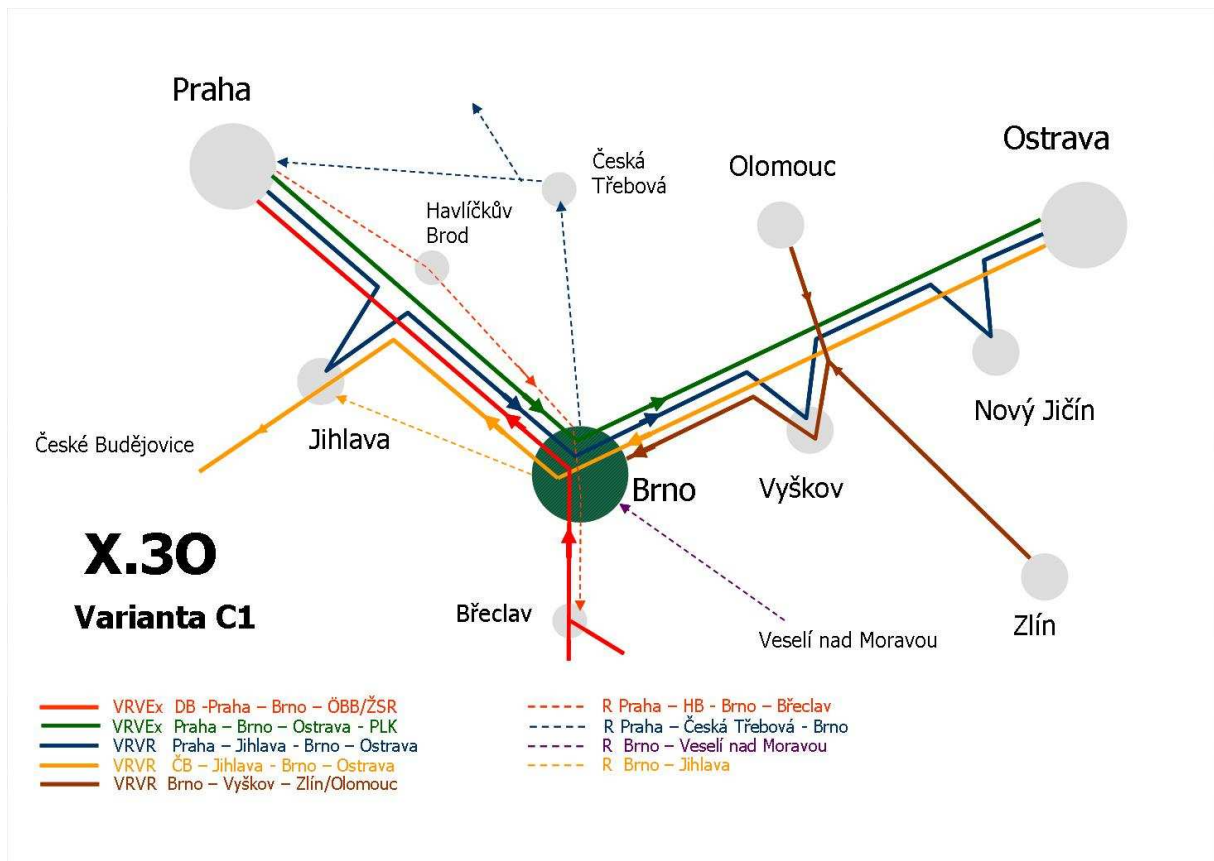 Praha
Ostrava
Česká
Třebová
Olomouc
Havlíčkův
Brod
Nový Jičín
České Budějovice
Jihlava
Brno
Vyškov
X.30
Varianta C1
Břeclav
Veselí nad Moravou
Zlín
VRVEx DB -Praha – Brno – ÖBB/ŽSR
VRVEx Praha – Brno – Ostrava - PLK
VRVR Praha – Jihlava - Brno – Ostrava
VRVR ČB – Jihlava - Brno – Ostrava
VRVR Brno – Vyškov – Zlín/Olomouc
R Praha – HB - Brno – Břeclav
R Praha – Česká Třebová - Brno
R Brno – Veselí nad Moravou
R Brno – Jihlava